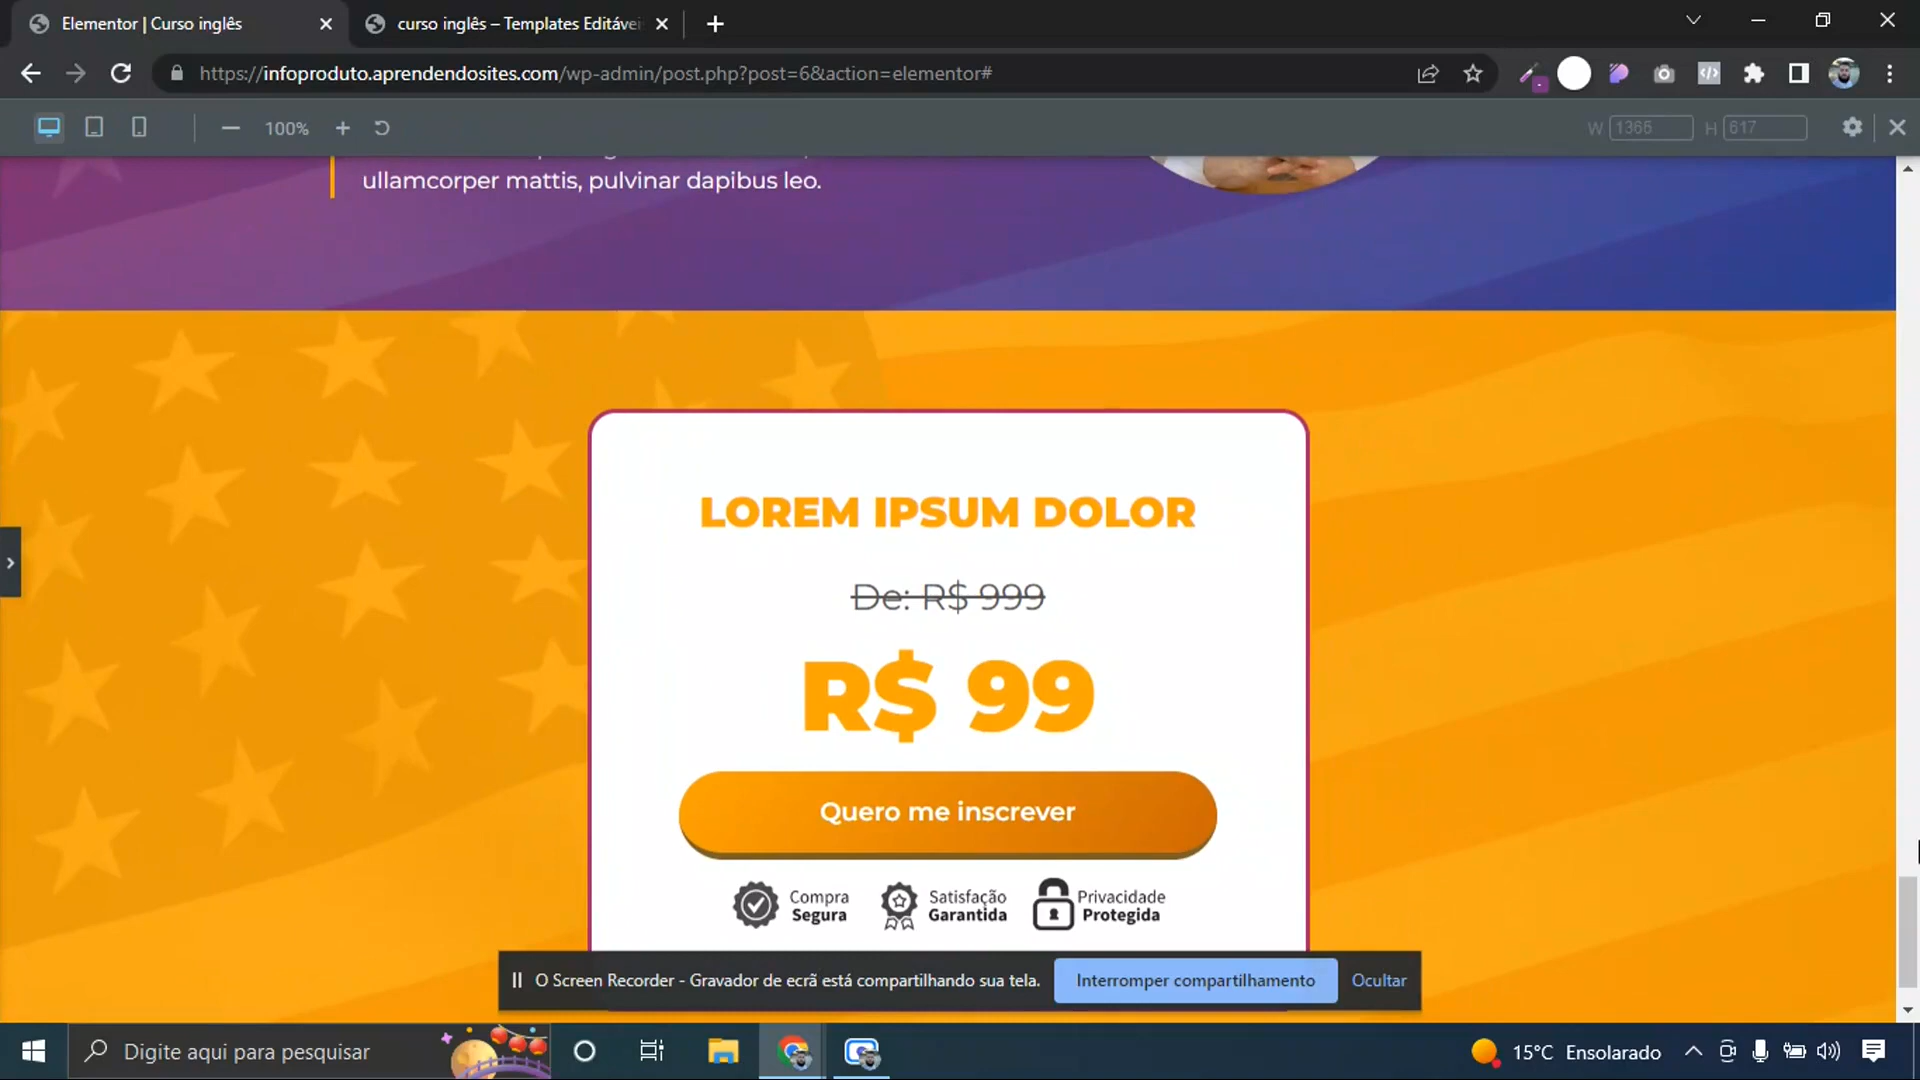 Elementor | Curso inglês
curso inglês – Templates Editávei
https://infoproduto.aprendendosites.com/wp-admin/post.php?post=6&action=elementor#
100%
W 1365 H 617
ullamcorper mattis, pulvinar dapibus leo.
LOREM IPSUM DOLOR
De: R$ 999
R$ 99
Quero me inscrever
Compra
Segura
Satisfação
Garantida
Privacidade
Protegida
O Screen Recorder - Gravador de ecrã está compartilhando sua tela. Interromper compartilhamento Ocultar
Digite aqui para pesquisar
15°C Ensolarado